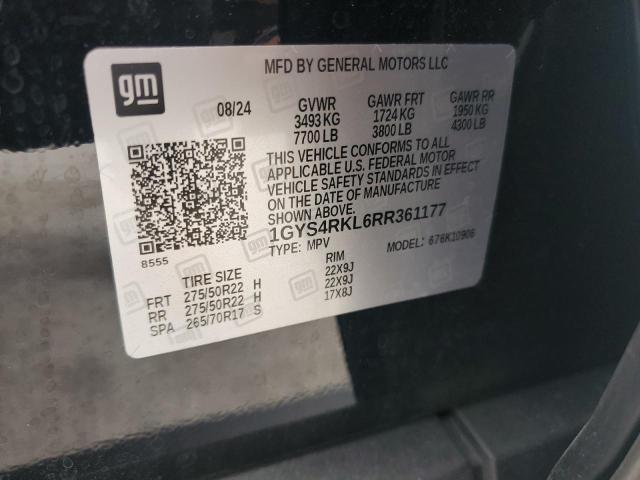 gm
MFD BY GENERAL MOTORS LLC
08/24 GVWR GAWR FRT GAWR RR
3493 KG 1724 KG 1950 KG
7700 LB 3800 LB 4300 LB
THIS VEHICLE CONFORMS TO ALL
APPLICABLE U.S. FEDERAL MOTOR
VEHICLE SAFETY STANDARDS IN EFFECT
ON THE DATE OF MANUFACTURE
SHOWN ABOVE.
1GYS4RKL6RR361177
TYPE: MPV MODEL: 676K10906
8555
TIRE SIZE RIM
FRT 275/50R22 H 22X9J
RR 275/50R22 H 22X9J
SPA 265/70R17 S 17X8J